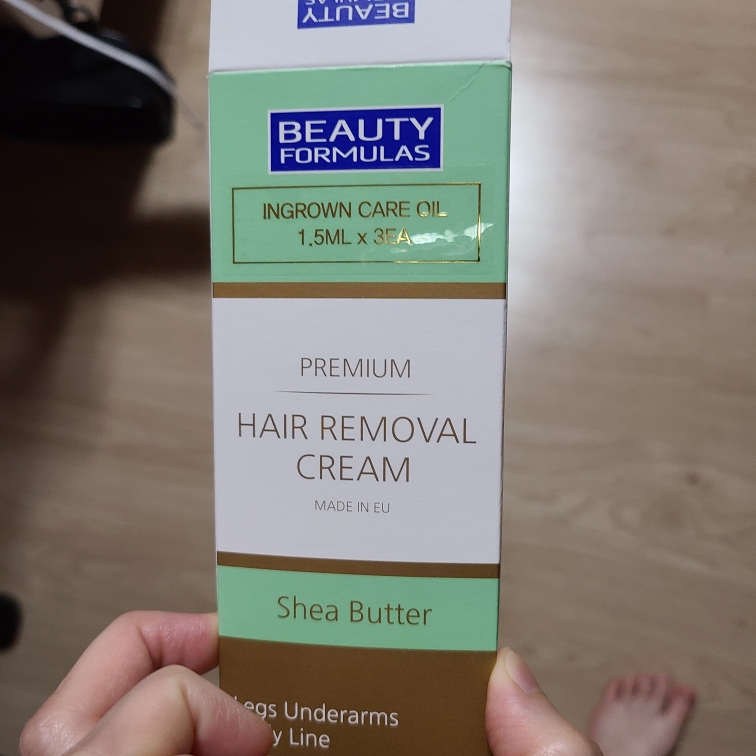 BEAUTY
BEAUTY
FORMULAS
INGROWN CARE OIL
1.5ML x 3EA
PREMIUM
HAIR REMOVAL
CREAM
MADE IN EU
Shea Butter
Legs Underarms
Line